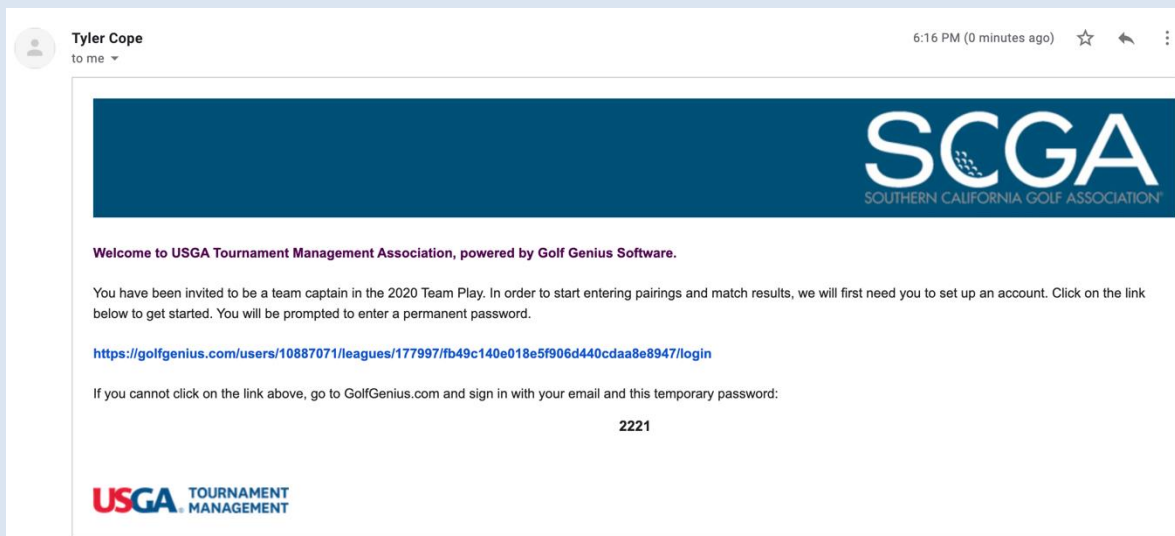 Tyler Cope
6:16 PM (0 minutes ago)
to me
SCGA
SOUTHERN CALIFORNIA GOLF ASSOCIATION
Welcome to USGA Tournament Management Association, powered by Golf Genius Software.
You have been invited to be a team captain in the 2020 Team Play. In order to start entering pairings and match results, we will first need you to set up an account. Click on the link
below to get started. You will be prompted to enter a permanent password.
https://golfgenius.com/users/10887071/leagues/177997/fb49c140e018e5f906d440cdaa8e8947/login
If you cannot click on the link above, go to GolfGenius.com and sign in with your email and this temporary password:
2221
USGA® TOURNAMENT
MANAGEMENT